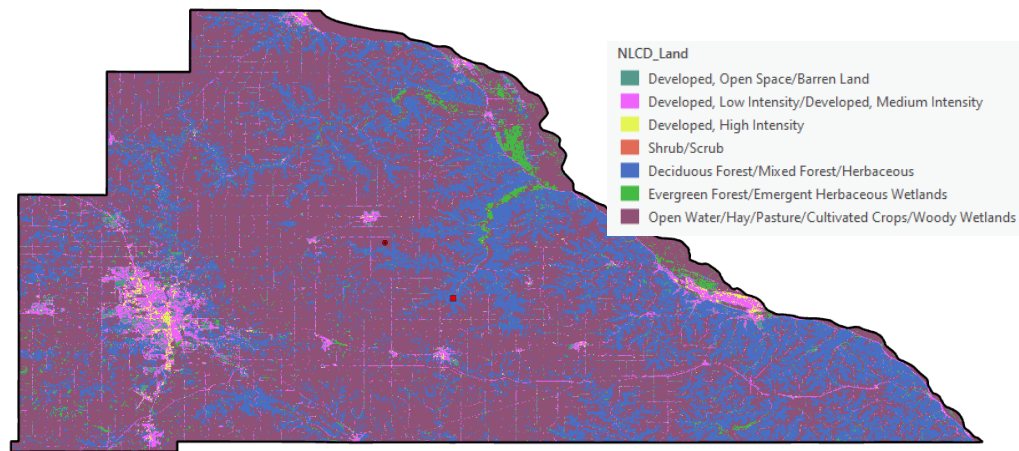 NLCD_Land
Developed, Open Space/Barren Land
Developed, Low Intensity/Developed, Medium Intensity
Developed, High Intensity
Shrub/Scrub
Deciduous Forest/Mixed Forest/Herbaceous
Evergreen Forest/Emergent Herbaceous Wetlands
Open Water/Hay/Pasture/Cultivated Crops/Woody Wetlands